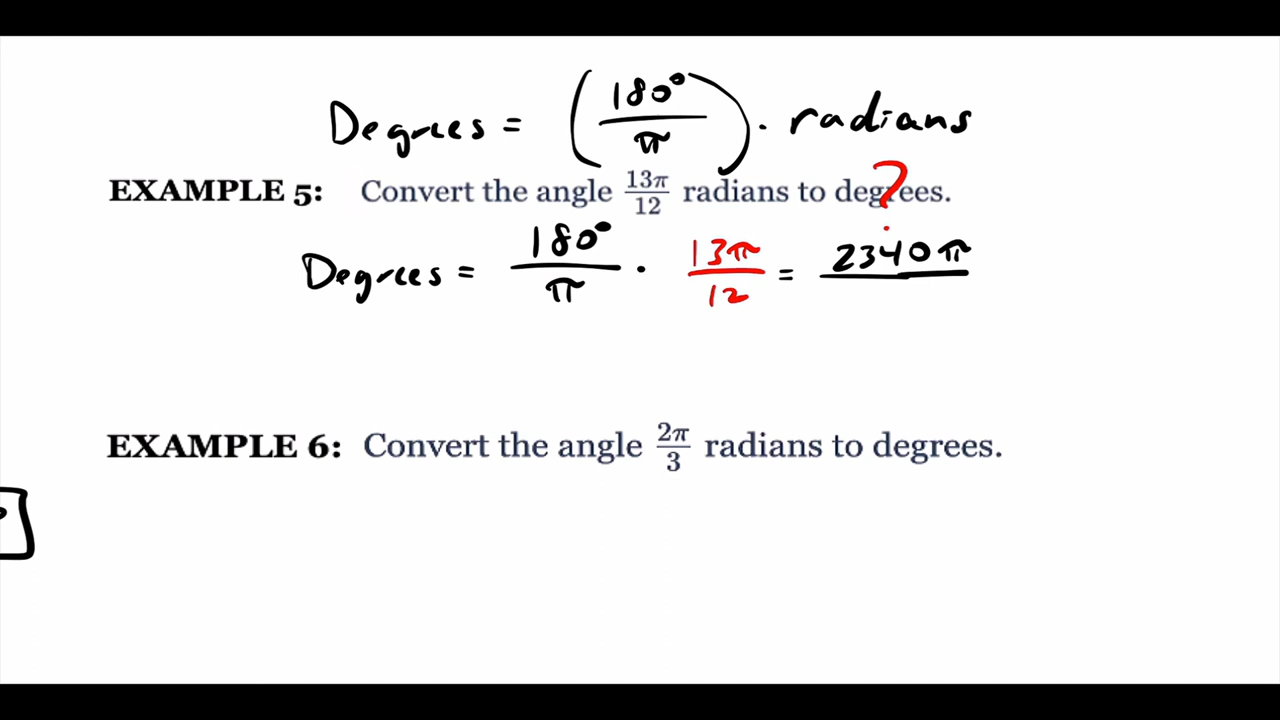 Degrees = (180°/π) · radians
EXAMPLE 5: Convert the angle 13π/12 radians to degrees.
?
Degrees = 180°/π · 13π/12 = 2340π
EXAMPLE 6: Convert the angle 2π/3 radians to degrees.